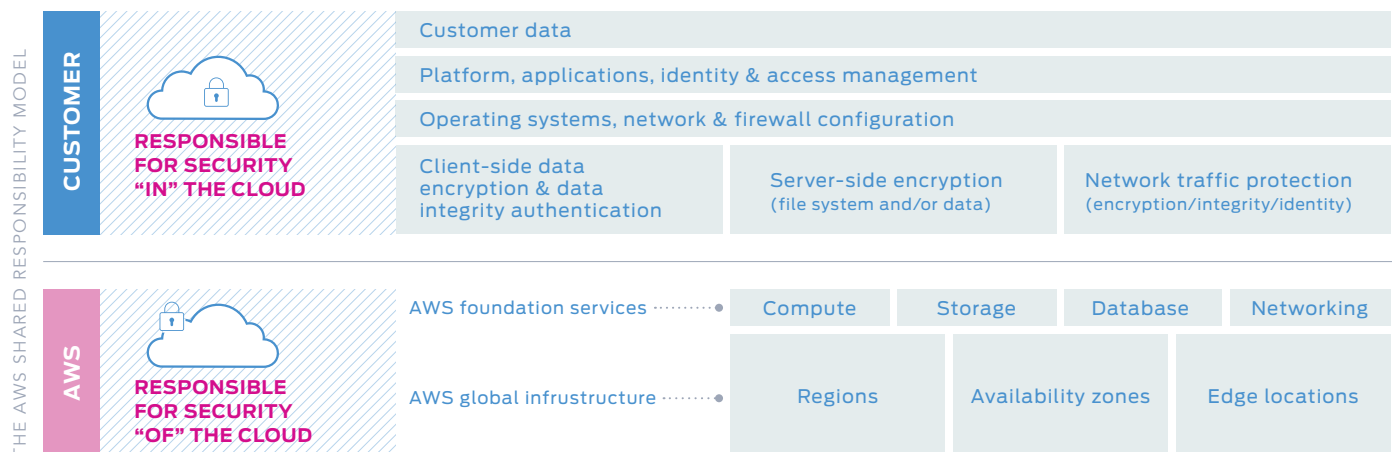 THE AWS SHARED RESPONSIBILITY MODEL
CUSTOMER
RESPONSIBLE
FOR SECURITY
“IN” THE CLOUD
Customer data
Platform, applications, identity & access management
Operating systems, network & firewall configuration
Client-side data
encryption & data
integrity authentication
Server-side encryption
(file system and/or data)
Network traffic protection
(encryption/integrity/identity)
AWS
RESPONSIBLE
FOR SECURITY
“OF” THE CLOUD
AWS foundation services
Compute
Storage
Database
Networking
AWS global infrustructure
Regions
Availability zones
Edge locations